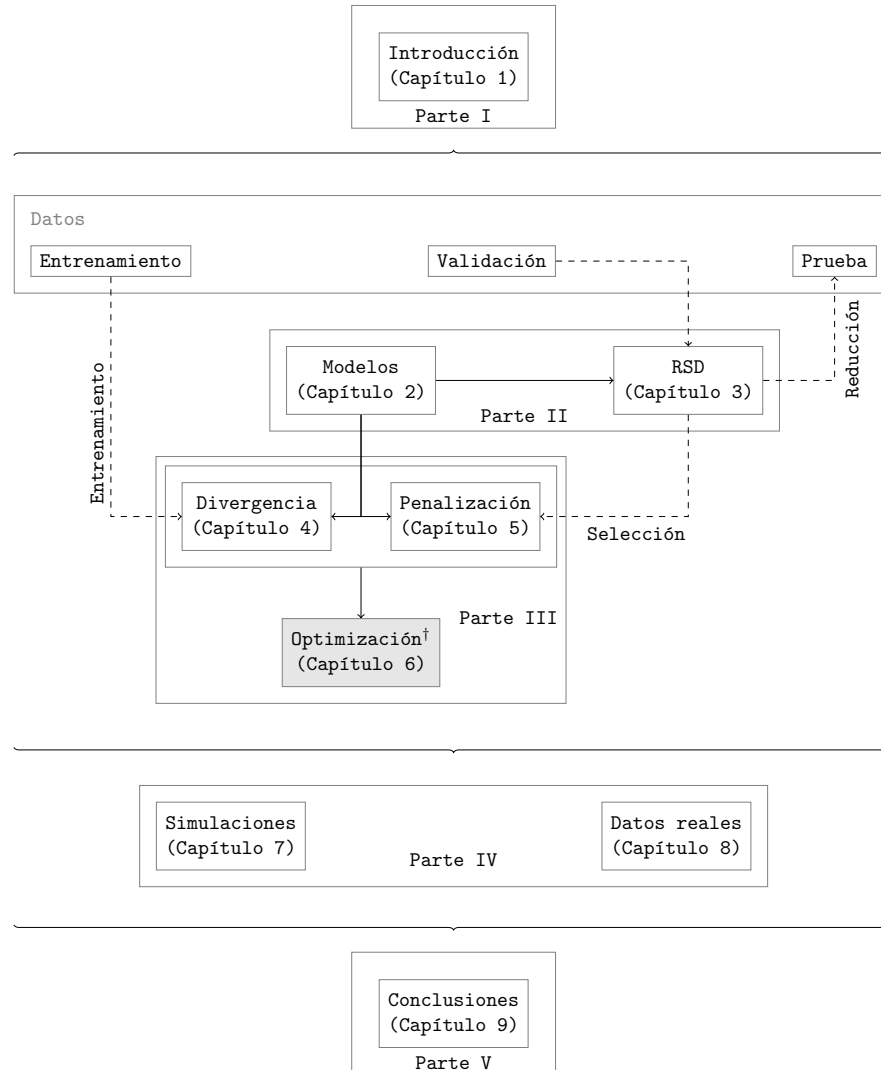 Introducción
(Capítulo 1)
Parte I
Datos
Entrenamiento
Validación
Prueba
Entrenamiento
Reducción
Modelos
(Capítulo 2)
RSD
(Capítulo 3)
Parte II
Divergencia
(Capítulo 4)
Penalización
(Capítulo 5)
Selección
Optimización†
(Capítulo 6)
Parte III
Simulaciones
(Capítulo 7)
Datos reales
(Capítulo 8)
Parte IV
Conclusiones
(Capítulo 9)
Parte V